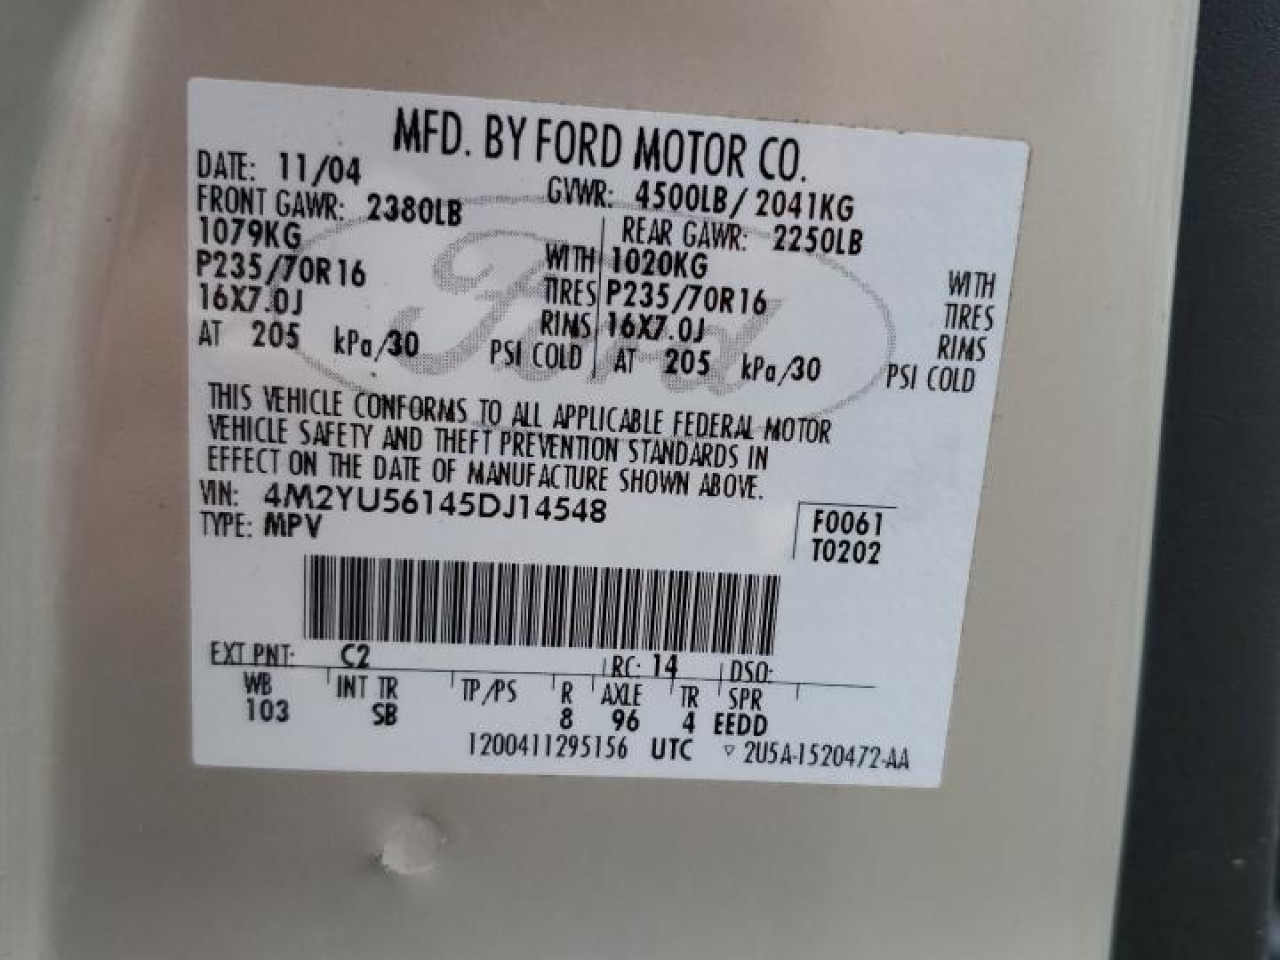 MFD. BY FORD MOTOR CO.
DATE: 11/04 GVWR: 4500LB / 2041KG
FRONT GAWR: 2380LB REAR GAWR: 2250LB
1079KG WITH 1020KG WITH
P235/70R16 TIRES P235/70R16 TIRES
16X7.0J RIMS 16X7.0J RIMS
AT 205 kPa/30 PSI COLD AT 205 kPa/30 PSI COLD
Ford
THIS VEHICLE CONFORMS TO ALL APPLICABLE FEDERAL MOTOR
VEHICLE SAFETY AND THEFT PREVENTION STANDARDS IN
EFFECT ON THE DATE OF MANUFACTURE SHOWN ABOVE.
VIN: 4M2YU56145DJ14548 F0061
TYPE: MPV T0202
EXT PNT: C2 RC: 14 DSO:
WB INT TR TP/PS R AXLE TR SPR
103 SB 8 96 4 EEDD
1200411295156 UTC ▽ 2U5A-1520472-AA